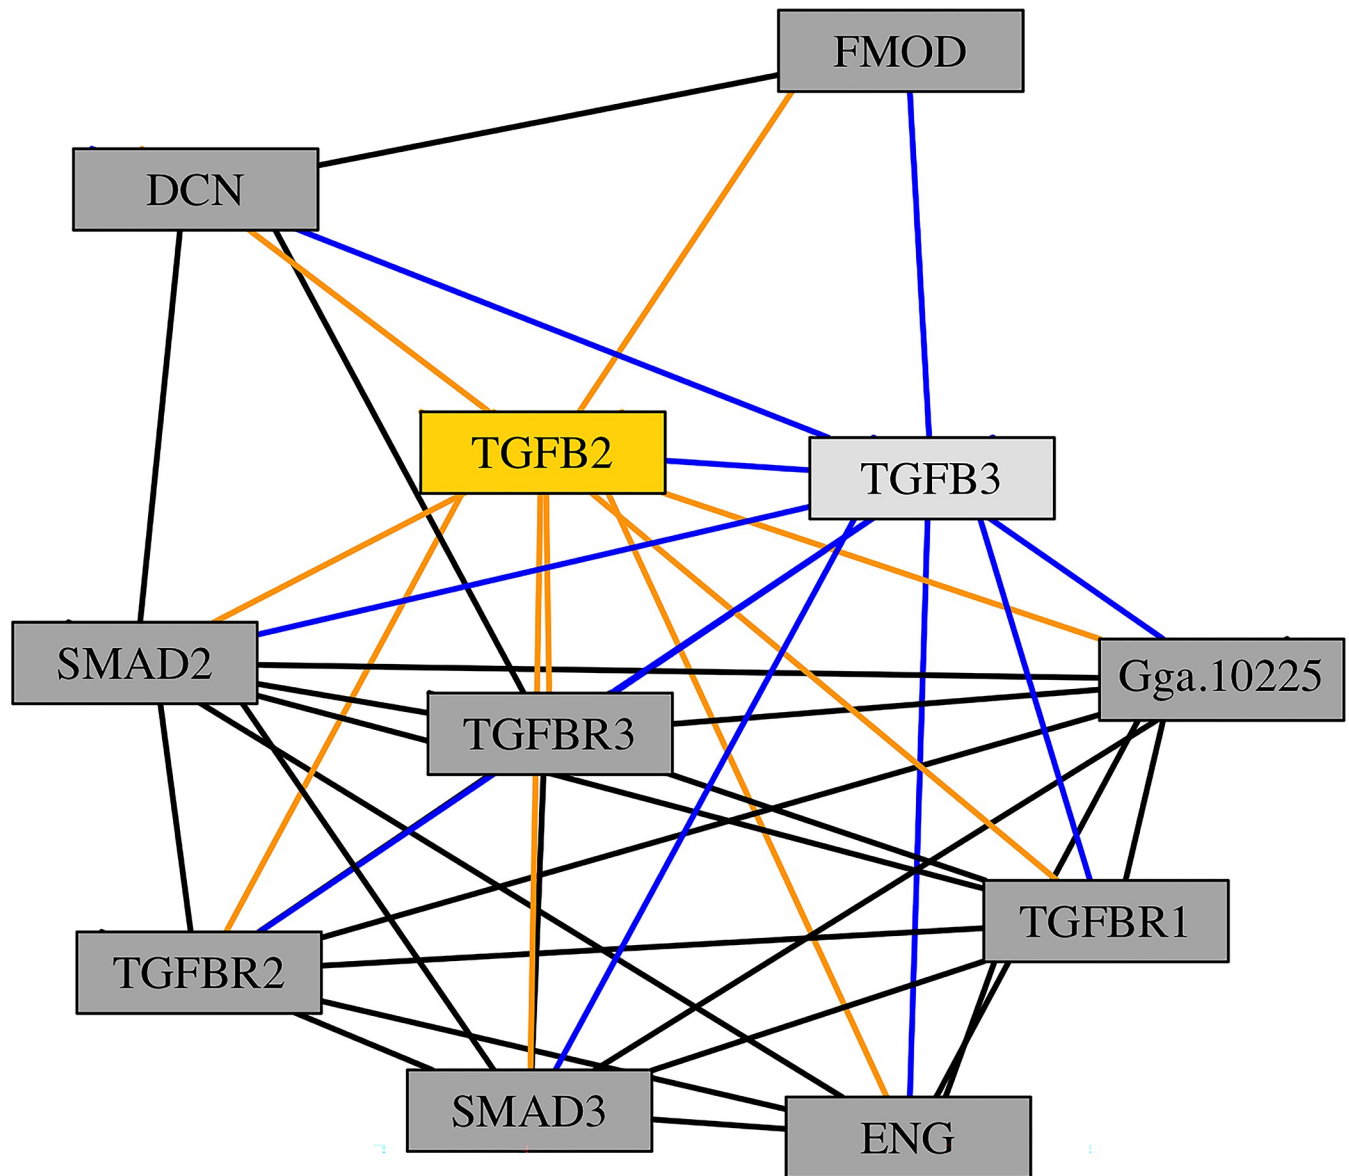 FMOD
DCN
TGFB2
TGFB3
SMAD2
Gga.10225
TGFBR3
TGFBR1
TGFBR2
SMAD3
ENG